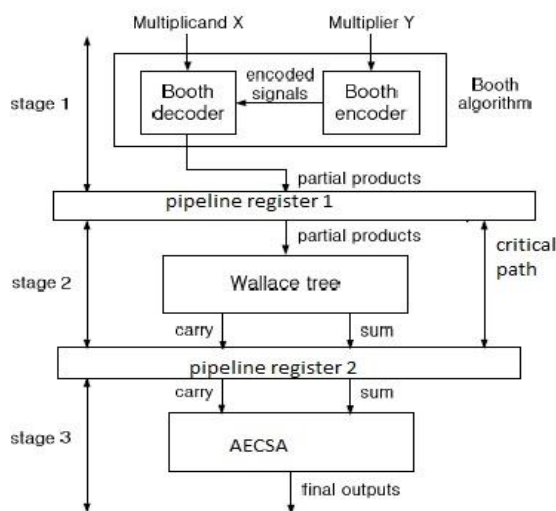 Multiplicand X
Multiplier Y
stage 1
Booth
decoder
encoded
signals
Booth
encoder
Booth
algorithm
partial products
pipeline register 1
partial products
critical
path
stage 2
Wallace tree
carry
sum
pipeline register 2
carry
sum
stage 3
AECSA
final outputs